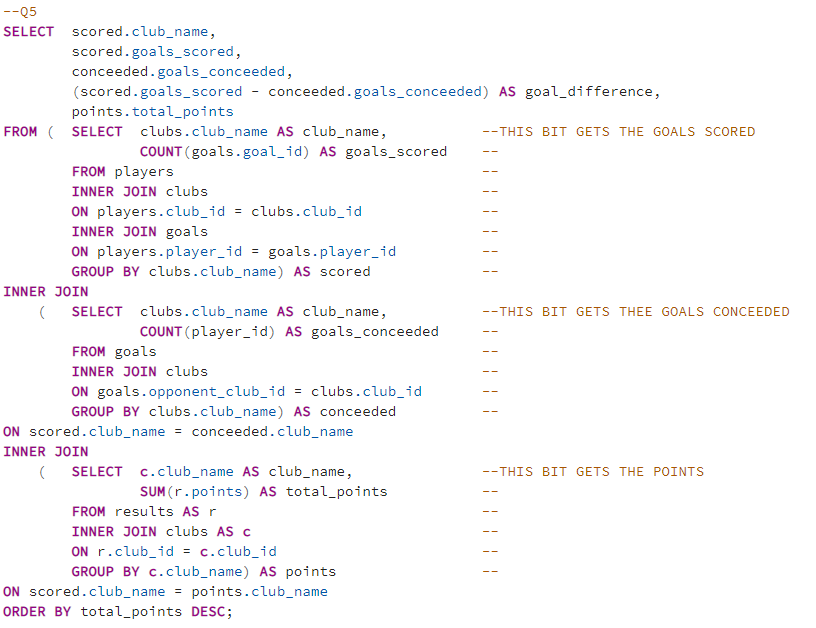 --Q5
SELECT  scored.club_name,
        scored.goals_scored,
        conceeded.goals_conceeded,
        (scored.goals_scored - conceeded.goals_conceeded) AS goal_difference,
        points.total_points
FROM (  SELECT  clubs.club_name AS club_name,           --THIS BIT GETS THE GOALS SCORED
                COUNT(goals.goal_id) AS goals_scored    --
        FROM players                                    --
        INNER JOIN clubs                                --
        ON players.club_id = clubs.club_id              --
        INNER JOIN goals                                --
        ON players.player_id = goals.player_id          --
        GROUP BY clubs.club_name) AS scored             --
INNER JOIN
    (   SELECT  clubs.club_name AS club_name,           --THIS BIT GETS THEE GOALS CONCEEDED
                COUNT(player_id) AS goals_conceeded     --
        FROM goals                                      --
        INNER JOIN clubs                                --
        ON goals.opponent_club_id = clubs.club_id       --
        GROUP BY clubs.club_name) AS conceeded          --
ON scored.club_name = conceeded.club_name
INNER JOIN
    (   SELECT  c.club_name AS club_name,               --THIS BIT GETS THE POINTS
                SUM(r.points) AS total_points           --
        FROM results AS r                               --
        INNER JOIN clubs AS c                           --
        ON r.club_id = c.club_id                        --
        GROUP BY c.club_name) AS points                 --
ON scored.club_name = points.club_name
ORDER BY total_points DESC;